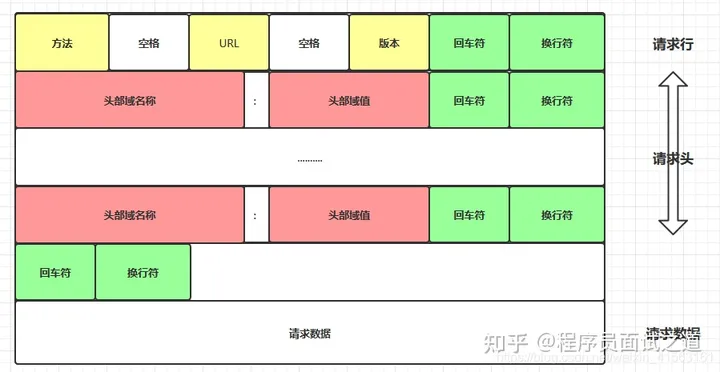 方法 空格 URL 空格 版本 回车符 换行符 请求行
头部域名称 : 头部域值 回车符 换行符
..........
请求头
头部域名称 : 头部域值 回车符 换行符
回车符 换行符
请求数据 请求数据
知乎 @程序员面试之道